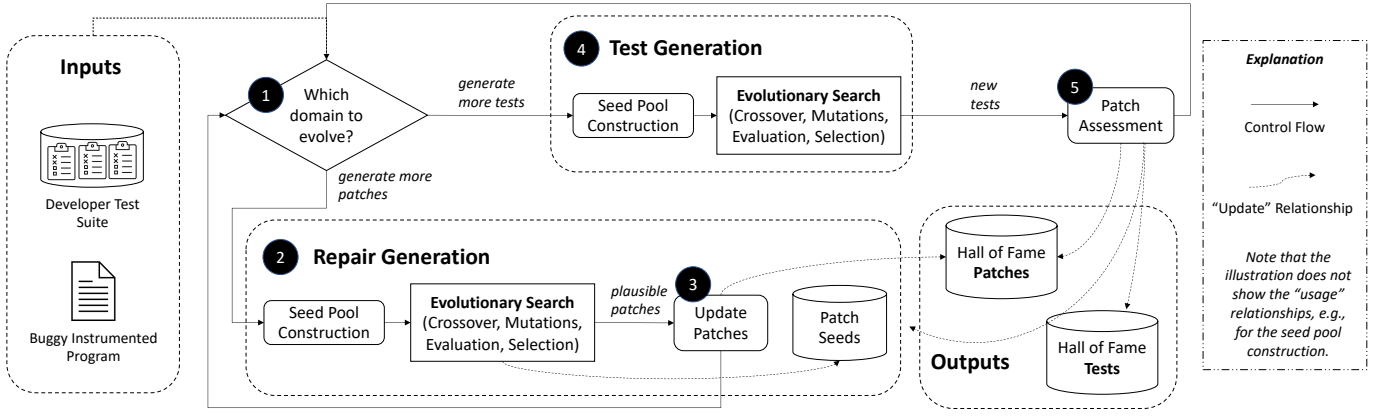 Inputs
Developer Test
Suite
Buggy Instrumented
Program
1
Which
domain to
evolve?
generate
more tests
generate more
patches
4
Test Generation
Seed Pool
Construction
Evolutionary Search
(Crossover, Mutations,
Evaluation, Selection)
new
tests
5
Patch
Assessment
2
Repair Generation
Seed Pool
Construction
Evolutionary Search
(Crossover, Mutations,
Evaluation, Selection)
plausible
patches
3
Update
Patches
Patch
Seeds
Hall of Fame
Patches
Hall of Fame
Tests
Outputs
Explanation
Control Flow
“Update” Relationship
Note that the
illustration does not
show the “usage”
relationships, e.g.,
for the seed pool
construction.